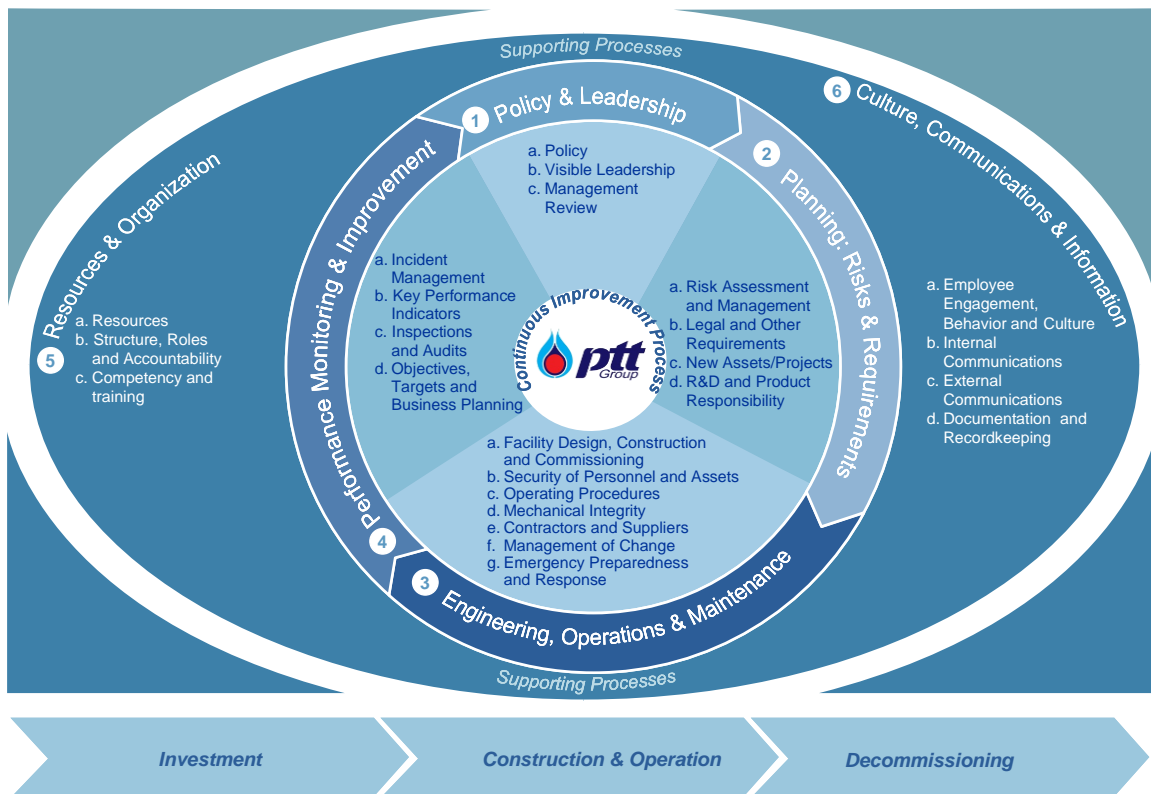 Supporting Processes
1 Policy & Leadership
a. Policy
b. Visible Leadership
c. Management
Review
2 Planning: Risks & Requirements
a. Risk Assessment
and Management
b. Legal and Other
Requirements
c. New Assets/Projects
d. R&D and Product
Responsibility
3 Engineering, Operations & Maintenance
a. Facility Design, Construction
and Commissioning
b. Security of Personnel and Assets
c. Operating Procedures
d. Mechanical Integrity
e. Contractors and Suppliers
f. Management of Change
g. Emergency Preparedness
and Response
4 Performance Monitoring & Improvement
a. Incident
Management
b. Key Performance
Indicators
c. Inspections
and Audits
d. Objectives,
Targets and
Business Planning
Continuous Improvement Process
ptt
Group
5 Resources & Organization
a. Resources
b. Structure, Roles
and Accountability
c. Competency and
training
6 Culture, Communications & Information
a. Employee
Engagement,
Behavior and Culture
b. Internal
Communications
c. External
Communications
d. Documentation and
Recordkeeping
Supporting Processes
Investment
Construction & Operation
Decommissioning